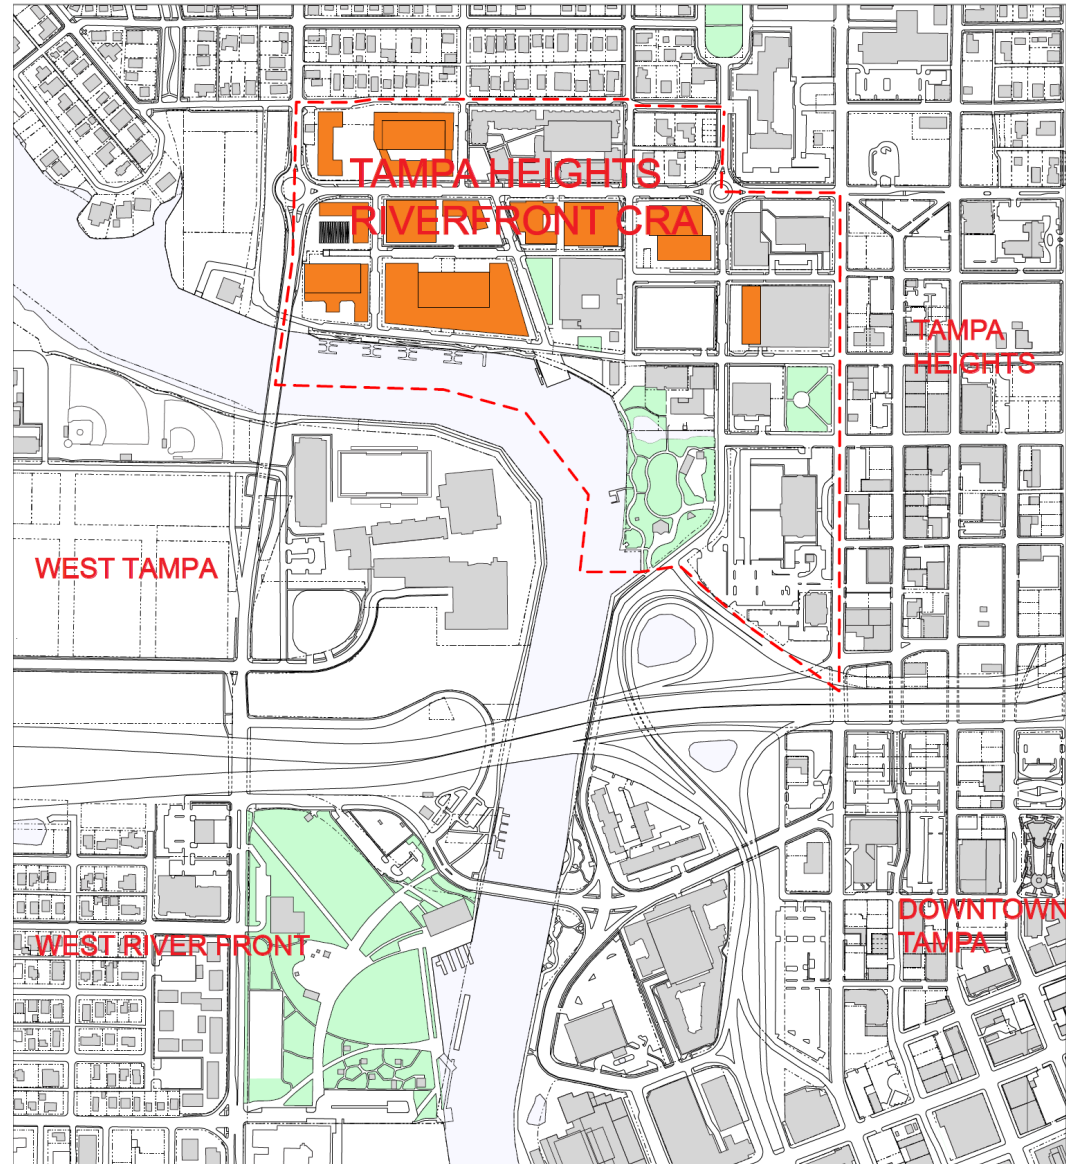 TAMPA HEIGHTS
RIVERFRONT CRA
TAMPA
HEIGHTS
WEST TAMPA
DOWNTOWN
TAMPA
WEST RIVER FRONT